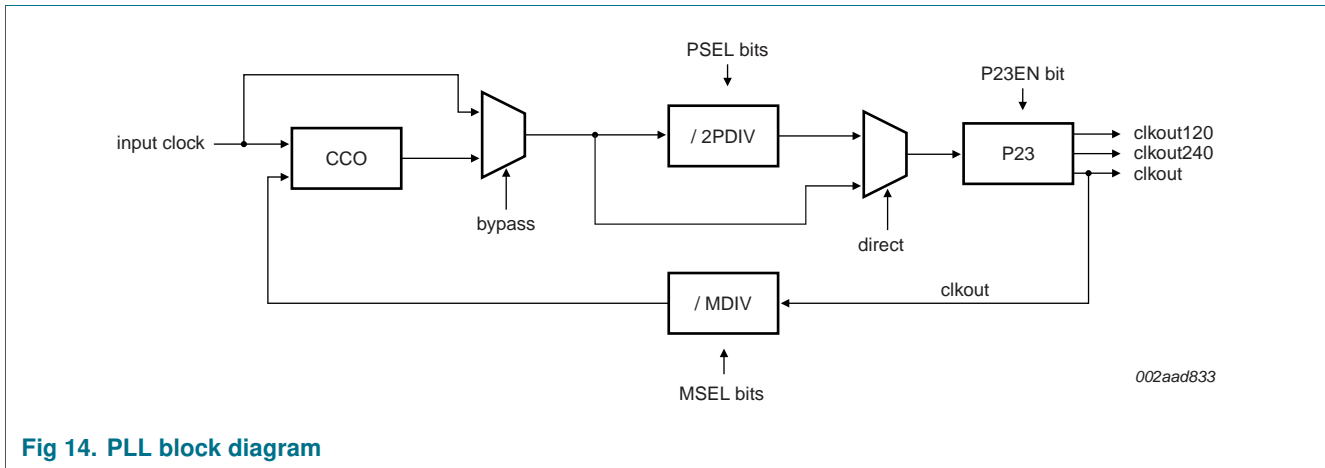 PSEL bits
P23EN bit
input clock
CCO
/ 2PDIV
P23
clkout120
clkout240
clkout
bypass
direct
clkout
/ MDIV
MSEL bits
002aad833
Fig 14. PLL block diagram